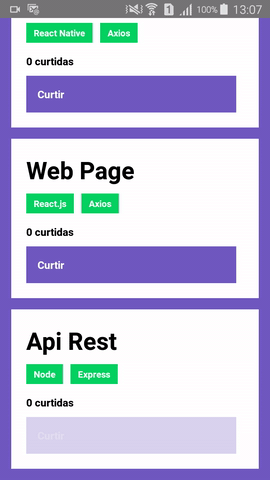 100% 13:07
React Native Axios
0 curtidas
Curtir
Web Page
React.js Axios
0 curtidas
Curtir
Api Rest
Node Express
0 curtidas
Curtir